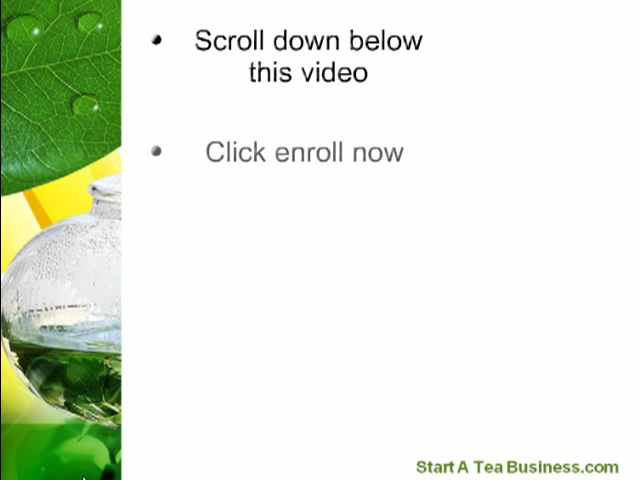 Scroll down below
this video
Click enroll now
Start A Tea Business.com